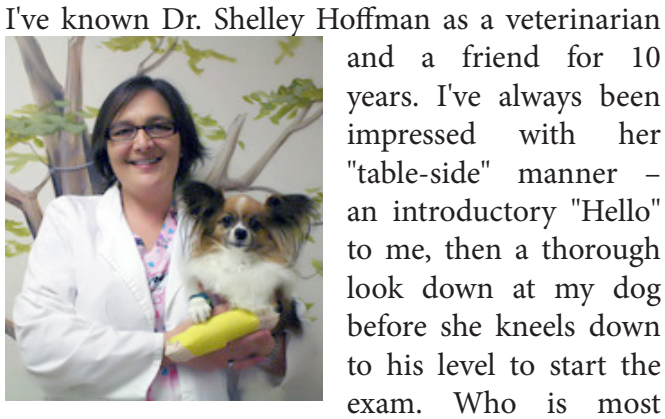 I've known Dr. Shelley Hoffman as a veterinarian
and a friend for 10
years. I've always been
impressed with her
"table-side" manner –
an introductory "Hello"
to me, then a thorough
look down at my dog
before she kneels down
to his level to start the
exam. Who is most